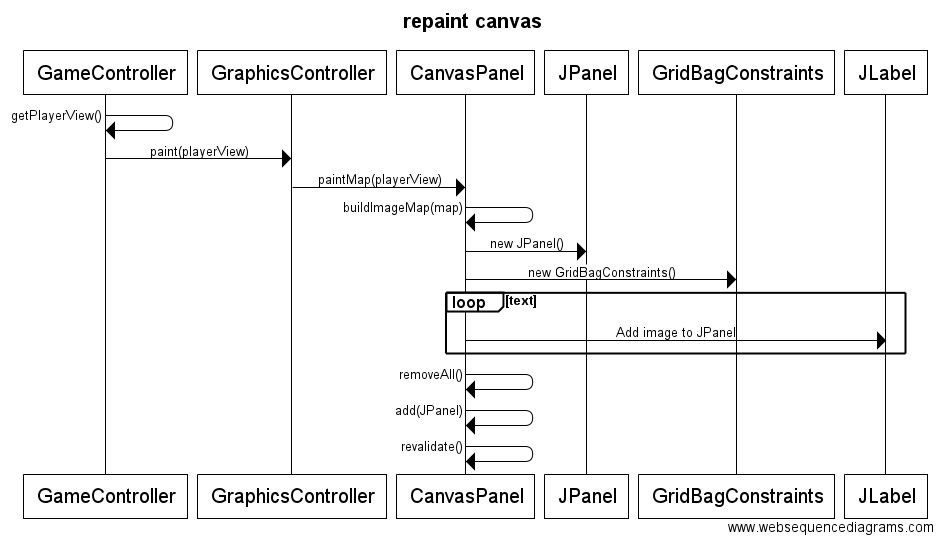 repaint canvas
GameController GraphicsController CanvasPanel JPanel GridBagConstraints JLabel
getPlayerView()
paint(playerView)
paintMap(playerView)
buildImageMap(map)
new JPanel()
new GridBagConstraints()
loop [text]
Add image to JPanel
removeAll()
add(JPanel)
revalidate()
GameController GraphicsController CanvasPanel JPanel GridBagConstraints JLabel
www.websequencediagrams.com